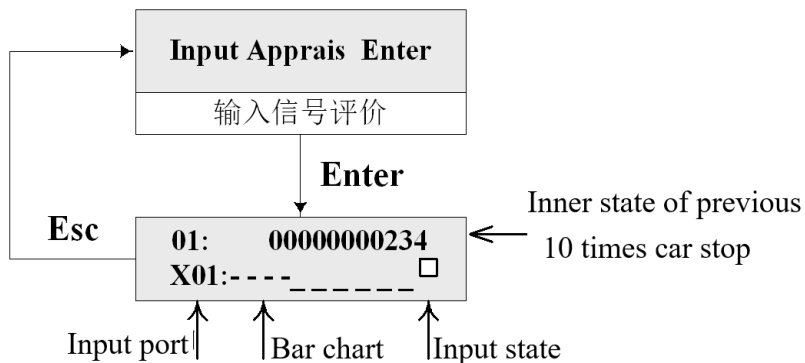 Input Apprais Enter
输入信号评价
Enter
Esc
01: 00000000234
X01:----______□
Inner state of previous
10 times car stop
Input port
Bar chart
Input state